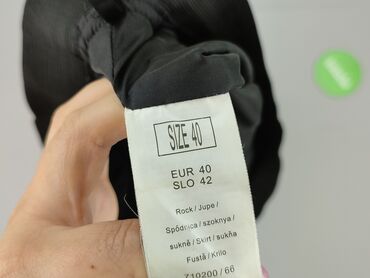 SIZE 40
EUR 40
SLO 42
Rock / Jupe /
Spódnica / szoknya /
sukně / Skirt / sukňa
Fustă / Krilo
710200 / 66